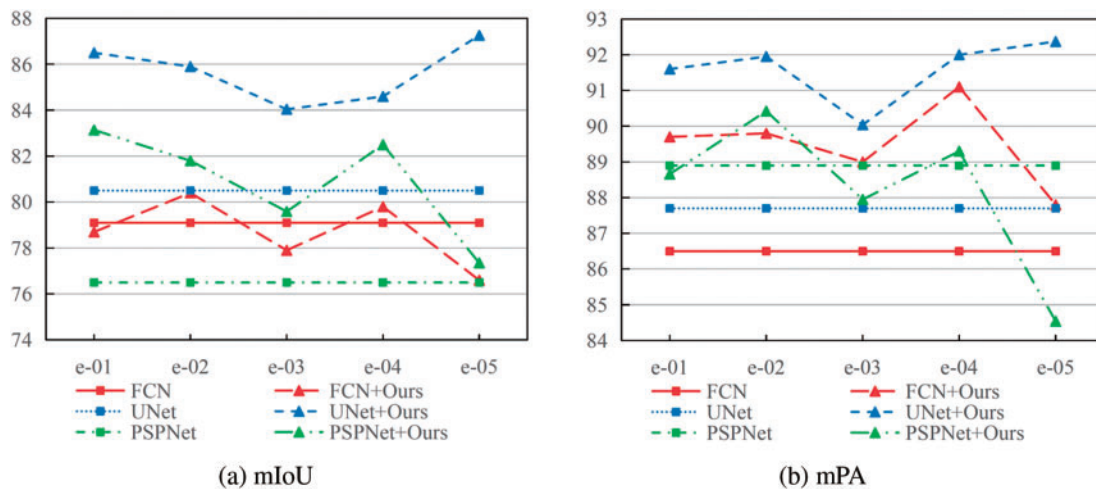 88
86
84
82
80
78
76
74
e-01 e-02 e-03 e-04 e-05
FCN FCN+Ours
UNet UNet+Ours
PSPNet PSPNet+Ours
(a) mIoU
93
92
91
90
89
88
87
86
85
84
e-01 e-02 e-03 e-04 e-05
FCN FCN+Ours
UNet UNet+Ours
PSPNet PSPNet+Ours
(b) mPA